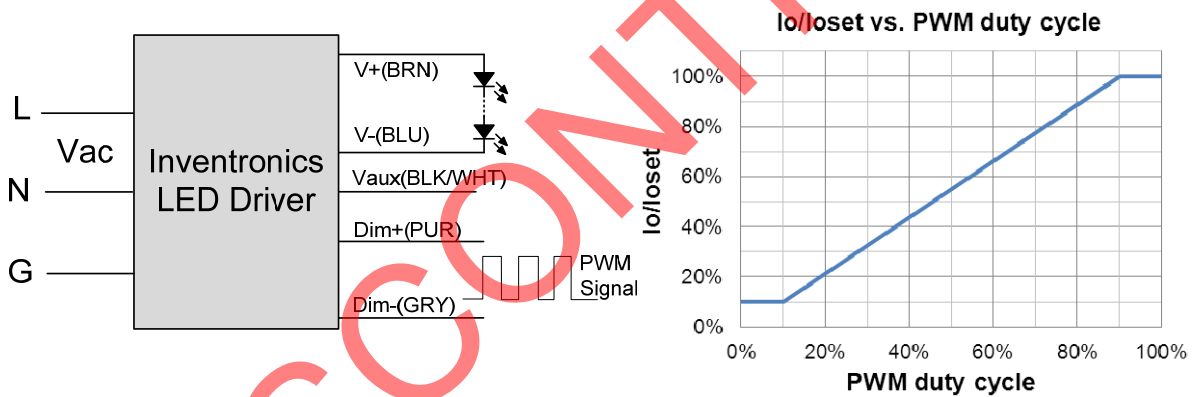 L
Vac
N
G
Inventronics
LED Driver
V+(BRN)
V-(BLU)
Vaux(BLK/WHT)
Dim+(PUR)
Dim-(GRY)
PWM
Signal
Io/Ioset vs. PWM duty cycle
Io/Ioset
100%
80%
60%
40%
20%
0%
0% 20% 40% 60% 80% 100%
PWM duty cycle